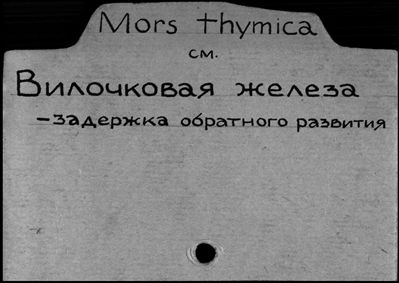 Mors thymica
см.
Вилочковая железа
-задержка обратного развития